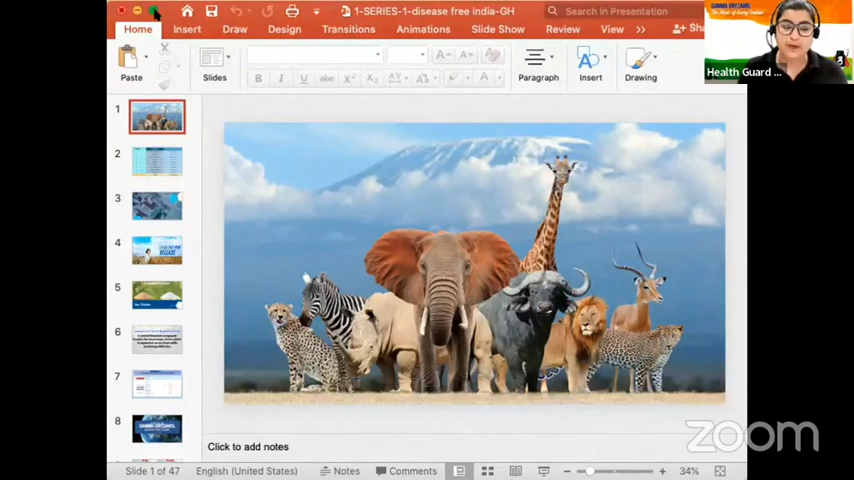 1-SERIES-1-disease free india-GH
Search in Presentation
Home
Insert
Draw
Design
Transitions
Animations
Slide Show
Review
View
Sha
Paste
Slides
Paragraph
Insert
Drawing
Health Guard ...
1
2
3
4
5
6
7
8
Click to add notes
zoom
Slide 1 of 47
English (United States)
Notes
Comments
34%